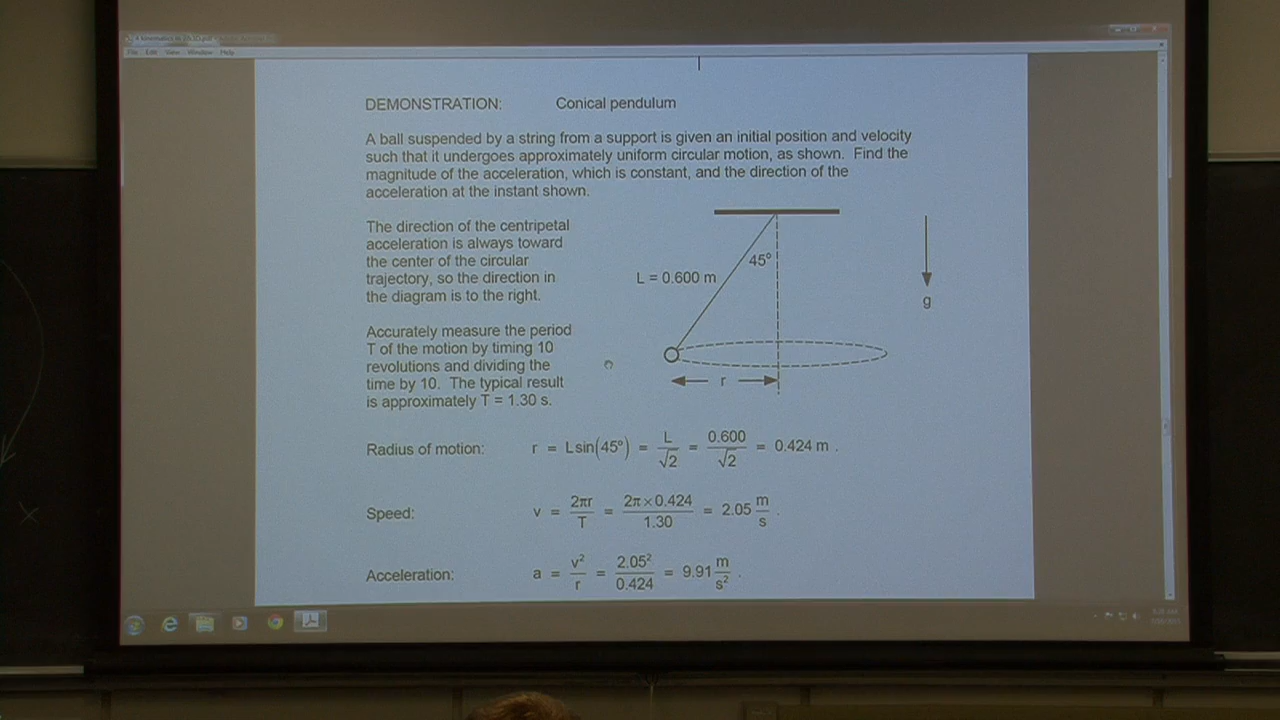 File Edit View Window Help
DEMONSTRATION: Conical pendulum
A ball suspended by a string from a support is given an initial position and velocity
such that it undergoes approximately uniform circular motion, as shown. Find the
magnitude of the acceleration, which is constant, and the direction of the
acceleration at the instant shown.
The direction of the centripetal
acceleration is always toward
the center of the circular
trajectory, so the direction in
the diagram is to the right.
45°
L = 0.600 m
g
r
Accurately measure the period
T of the motion by timing 10
revolutions and dividing the
time by 10. The typical result
is approximately T = 1.30 s.
Radius of motion: r = Lsin(45°) = L/√2 = 0.600/√2 = 0.424 m .
Speed: v = 2πr/T = 2π×0.424/1.30 = 2.05 m/s .
Acceleration: a = v²/r = 2.05²/0.424 = 9.91 m/s² .
x